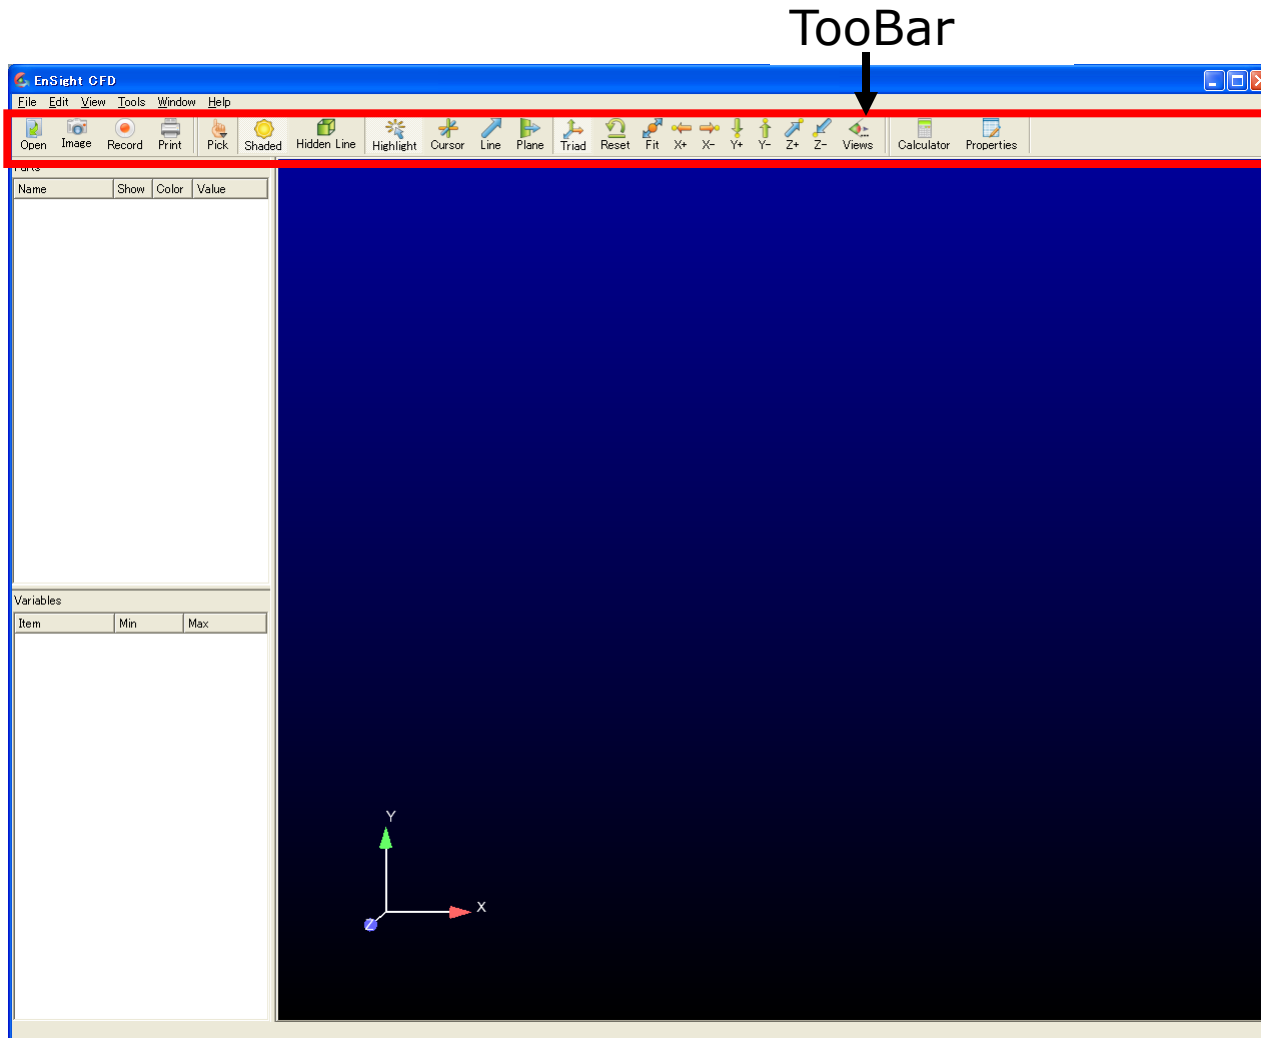 TooBar
EnSight CFD
File Edit View Tools Window Help
Open Image Record Print Pick Shaded Hidden Line Highlight Cursor Line Plane Triad Reset Fit X+ X- Y+ Y- Z+ Z- Views Calculator Properties
Parts
Name Show Color Value
Variables
Item Min Max
Y
X
Z